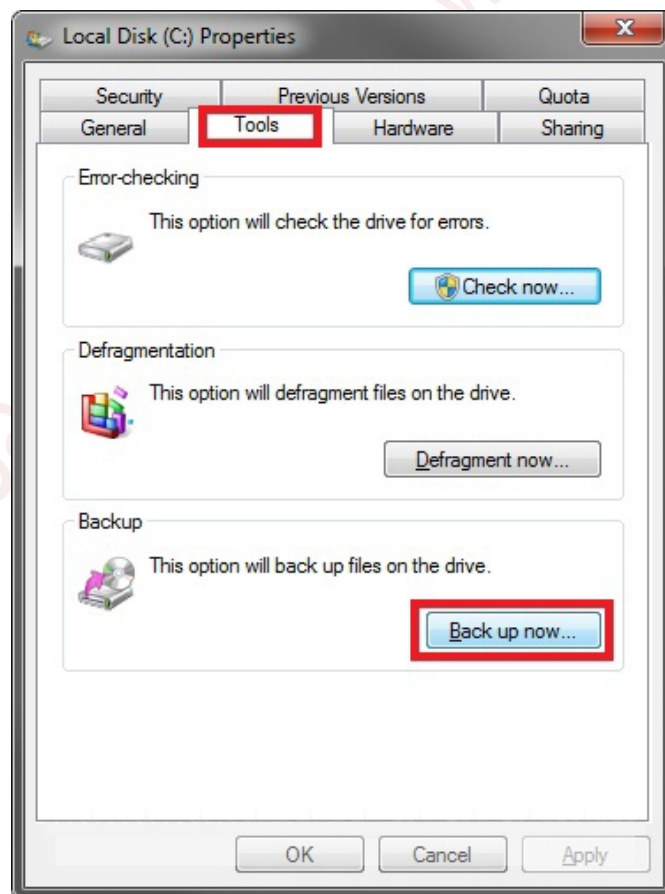 Local Disk (C:) Properties
Security Previous Versions Quota
General Tools Hardware Sharing
Error-checking
This option will check the drive for errors.
Check now...
Defragmentation
This option will defragment files on the drive.
Defragment now...
Backup
This option will back up files on the drive.
Back up now...
OK Cancel Apply